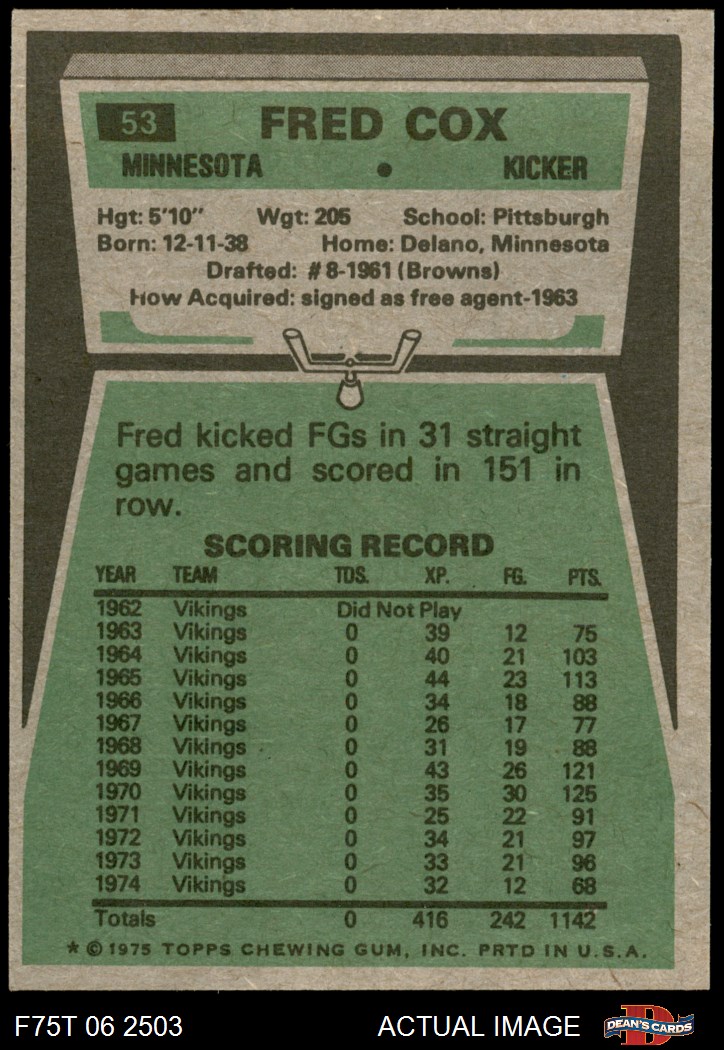 53 FRED COX
MINNESOTA • KICKER
Hgt: 5'10" Wgt: 205 School: Pittsburgh
Born: 12-11-38 Home: Delano, Minnesota
Drafted: #8-1961 (Browns)
How Acquired: signed as free agent-1963
Fred kicked FGs in 31 straight
games and scored in 151 in
row.
SCORING RECORD
YEAR TEAM TDS. XP. FG. PTS.
1962 Vikings Did Not Play
1963 Vikings 0 39 12 75
1964 Vikings 0 40 21 103
1965 Vikings 0 44 23 113
1966 Vikings 0 34 18 88
1967 Vikings 0 26 17 77
1968 Vikings 0 31 19 88
1969 Vikings 0 43 26 121
1970 Vikings 0 35 30 125
1971 Vikings 0 25 22 91
1972 Vikings 0 34 21 97
1973 Vikings 0 33 21 96
1974 Vikings 0 32 12 68
Totals 0 416 242 1142
* © 1975 TOPPS CHEWING GUM, INC. PRTD IN U.S.A.
F75T 06 2503 ACTUAL IMAGE D DEAN'S CARDS